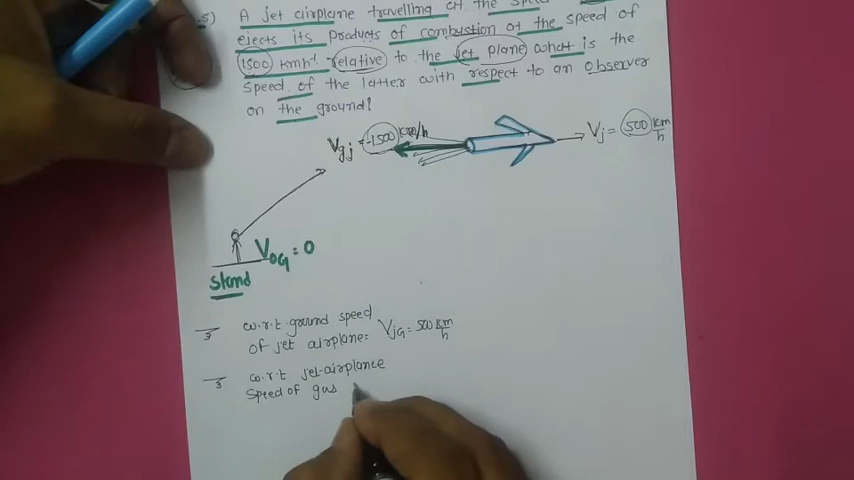 5) A jet airplane travelling at the speed
ejects its products of combustion at the speed of
1500 kmh⁻¹ relative to the jet plane what is the
speed of the latter with respect to an observer
on the ground?
Vgj = -1500 km/h
Vj = 500 km/h
VOG = 0
Stand
w.r.t ground speed
of jet airplane = VjG = 500 km/h
w.r.t jet-airplance
Speed of gus